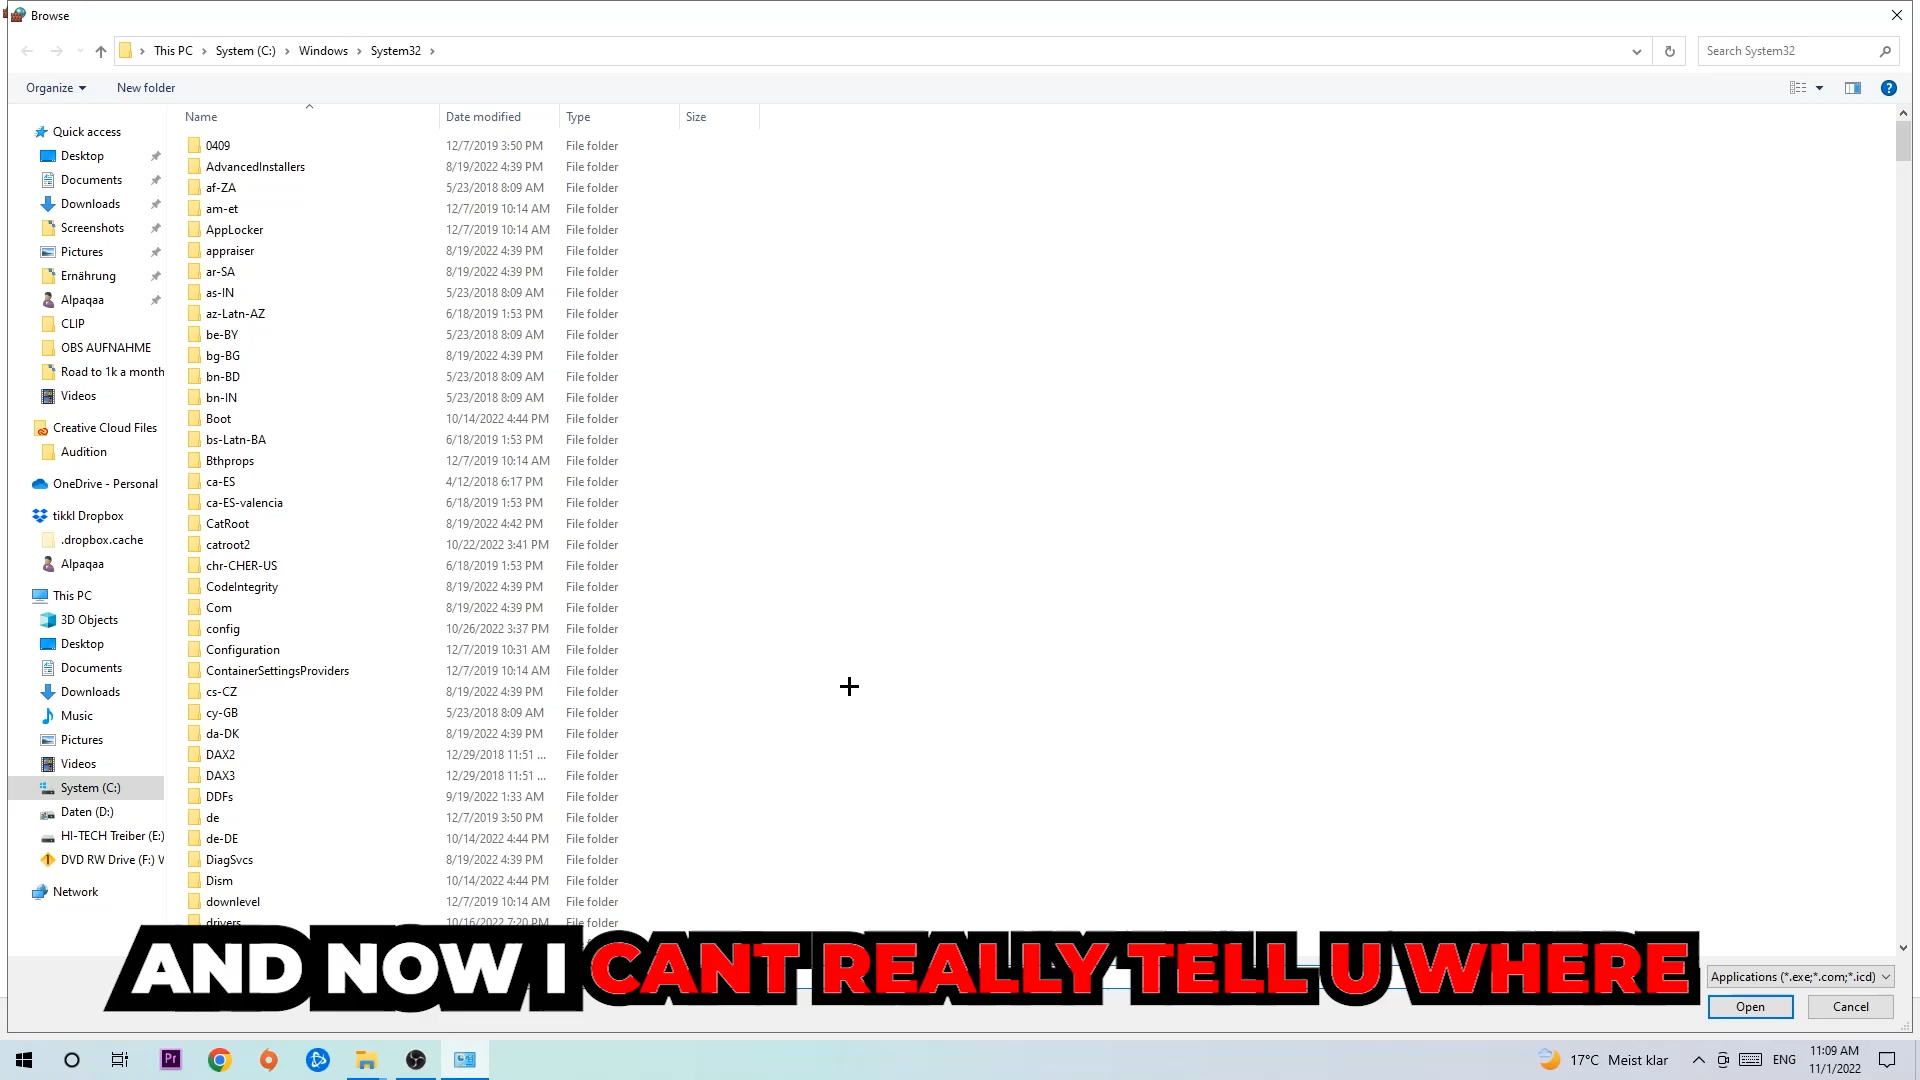 Browse
This PC > System (C:) > Windows > System32 >
Search System32
Organize
New folder
Name
Date modified
Type
Size
Quick access
Desktop
Documents
Downloads
Screenshots
Pictures
Ernährung
Alpaqaa
CLIP
OBS AUFNAHME
Road to 1k a month
Videos
Creative Cloud Files
Audition
OneDrive - Personal
tikkl Dropbox
.dropbox.cache
Alpaqaa
This PC
3D Objects
Desktop
Documents
Downloads
Music
Pictures
Videos
System (C:)
Daten (D:)
HI-TECH Treiber (E:)
DVD RW Drive (F:) V
Network
0409 12/7/2019 3:50 PM File folder
AdvancedInstallers 8/19/2022 4:39 PM File folder
af-ZA 5/23/2018 8:09 AM File folder
am-et 12/7/2019 10:14 AM File folder
AppLocker 12/7/2019 10:14 AM File folder
appraiser 8/19/2022 4:39 PM File folder
ar-SA 8/19/2022 4:39 PM File folder
as-IN 5/23/2018 8:09 AM File folder
az-Latn-AZ 6/18/2019 1:53 PM File folder
be-BY 5/23/2018 8:09 AM File folder
bg-BG 8/19/2022 4:39 PM File folder
bn-BD 5/23/2018 8:09 AM File folder
bn-IN 5/23/2018 8:09 AM File folder
Boot 10/14/2022 4:44 PM File folder
bs-Latn-BA 6/18/2019 1:53 PM File folder
Bthprops 12/7/2019 10:14 AM File folder
ca-ES 4/12/2018 6:17 PM File folder
ca-ES-valencia 6/18/2019 1:53 PM File folder
CatRoot 8/19/2022 4:42 PM File folder
catroot2 10/22/2022 3:41 PM File folder
chr-CHER-US 6/18/2019 1:53 PM File folder
CodeIntegrity 8/19/2022 4:39 PM File folder
Com 8/19/2022 4:39 PM File folder
config 10/26/2022 3:37 PM File folder
Configuration 12/7/2019 10:31 AM File folder
ContainerSettingsProviders 12/7/2019 10:14 AM File folder
cs-CZ 8/19/2022 4:39 PM File folder
cy-GB 5/23/2018 8:09 AM File folder
da-DK 8/19/2022 4:39 PM File folder
DAX2 12/29/2018 11:51 ... File folder
DAX3 12/29/2018 11:51 ... File folder
DDFs 9/19/2022 1:33 AM File folder
de 12/7/2019 3:50 PM File folder
de-DE 10/14/2022 4:44 PM File folder
DiagSvcs 8/19/2022 4:39 PM File folder
Dism 10/14/2022 4:44 PM File folder
downlevel 12/7/2019 10:14 AM File folder
drivers 10/16/2022 7:20 PM File folder
AND NOW I CANT REALLY TELL U WHERE
Applications (*.exe;*.com;*.icd)
Open
Cancel
Pr
17°C Meist klar
ENG
11:09 AM
11/1/2022